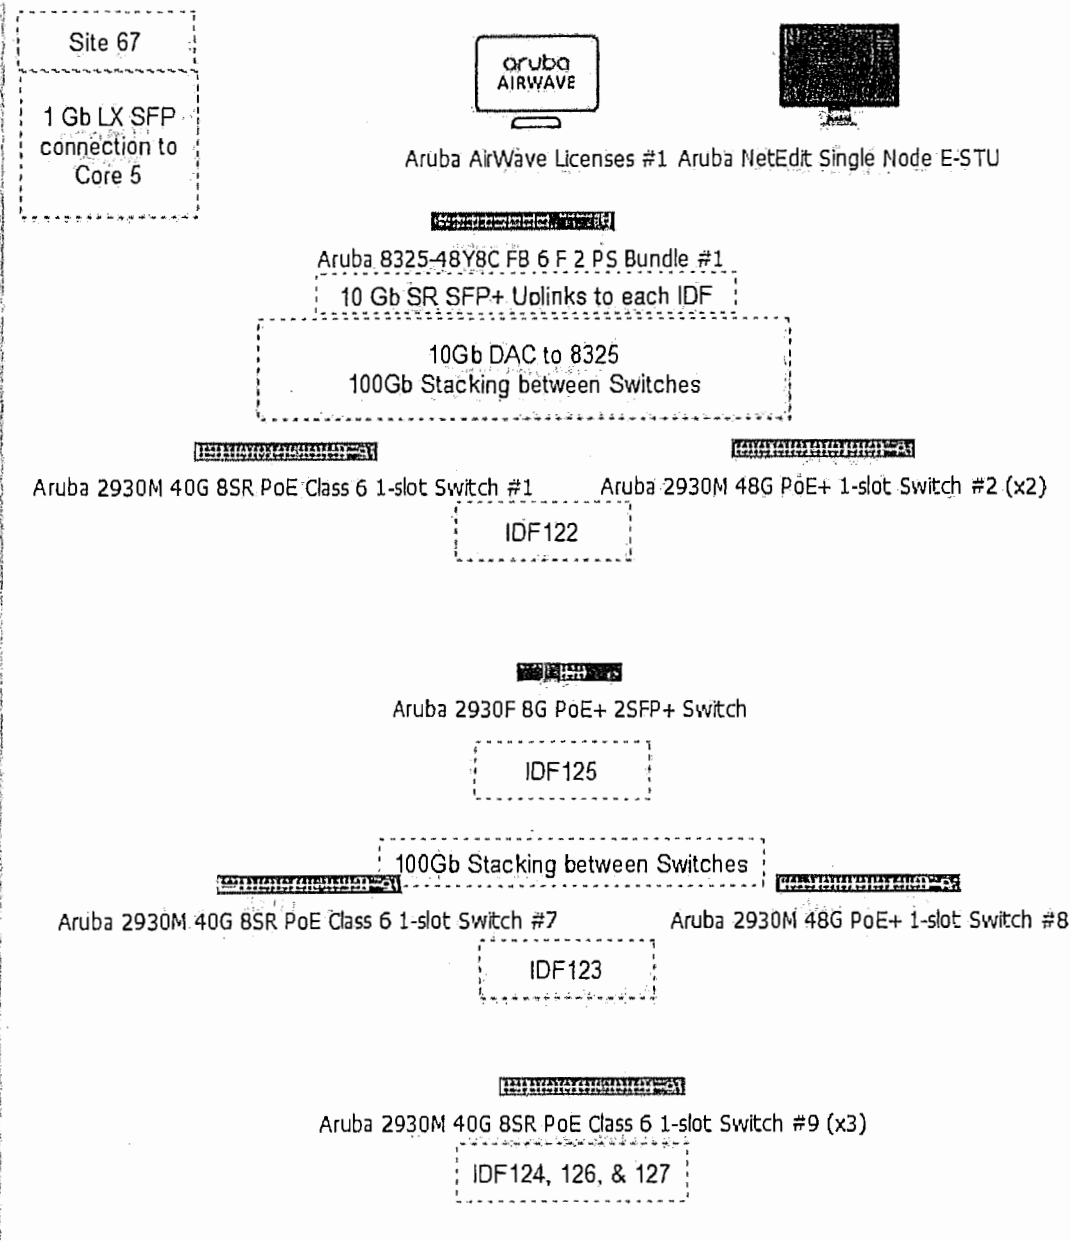 Site 67
1 Gb LX SFP
connection to
Core 5
aruba
AIRWAVE
Aruba AirWave Licenses #1 Aruba NetEdit Single Node E-STU
Aruba 8325-48Y8C FB 6 F 2 PS Bundle #1
10 Gb SR SFP+ Uplinks to each IDF
10Gb DAC to 8325
100Gb Stacking between Switches
Aruba 2930M 40G 8SR PoE Class 6 1-slot Switch #1 Aruba 2930M 48G PoE+ 1-slot Switch #2 (x2)
IDF122
Aruba 2930F 8G PoE+ 2SFP+ Switch
IDF125
100Gb Stacking between Switches
Aruba 2930M 40G 8SR PoE Class 6 1-slot Switch #7 Aruba 2930M 48G PoE+ 1-slot Switch #8
IDF123
Aruba 2930M 40G 8SR PoE Class 6 1-slot Switch #9 (x3)
IDF124, 126, & 127